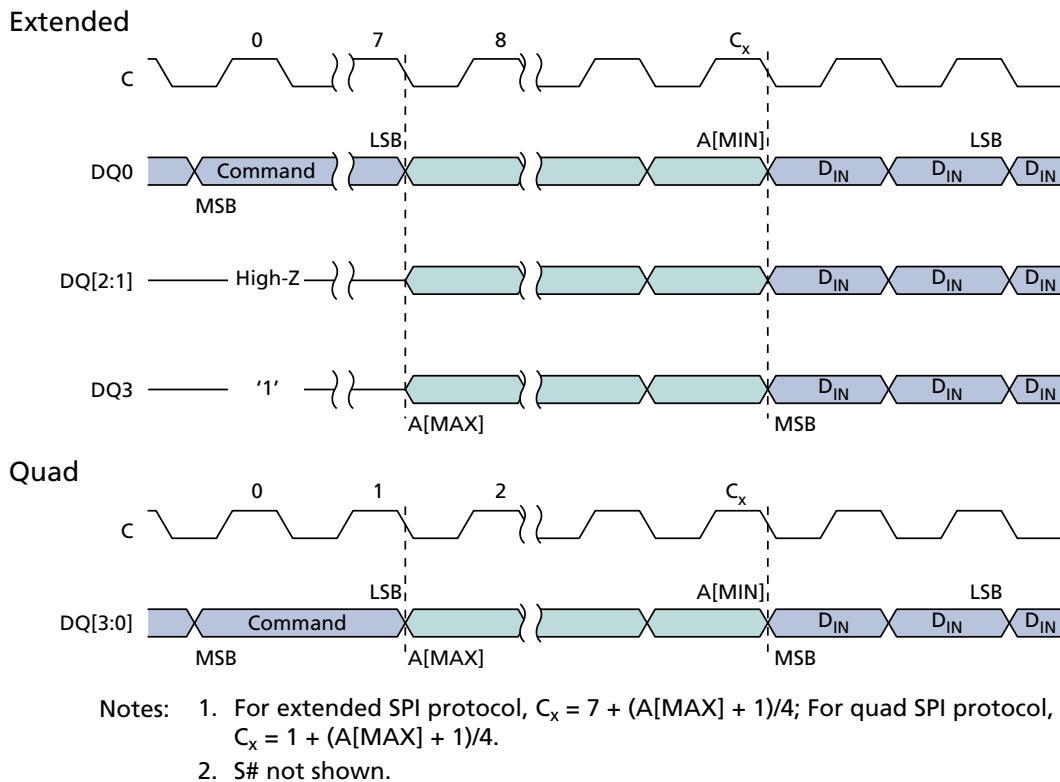 Extended
0 7 8 Cx
C
LSB A[MIN] LSB
DQ0 Command DIN DIN DIN
MSB
DQ[2:1] High-Z DIN DIN DIN
DQ3 ‘1’ DIN DIN DIN
A[MAX] MSB
Quad
0 1 2 Cx
C
LSB A[MIN] LSB
DQ[3:0] Command DIN DIN DIN
MSB A[MAX] MSB
Notes: 1. For extended SPI protocol, Cx = 7 + (A[MAX] + 1)/4; For quad SPI protocol,
Cx = 1 + (A[MAX] + 1)/4.
2. S# not shown.